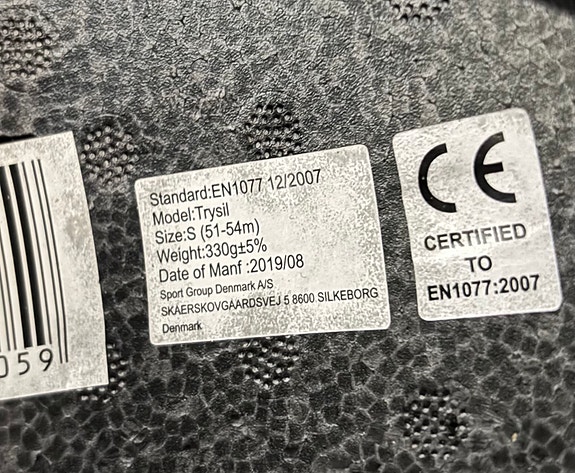 Standard:EN1077 12/2007
Model:Trysil
Size:S (51-54m)
Weight:330g±5%
Date of Manf :2019/08
Sport Group Denmark A/S
SKAERSKOVGAARDSVEJ 5 8600 SILKEBORG
Denmark
CE
CERTIFIED
TO
EN1077:2007
059